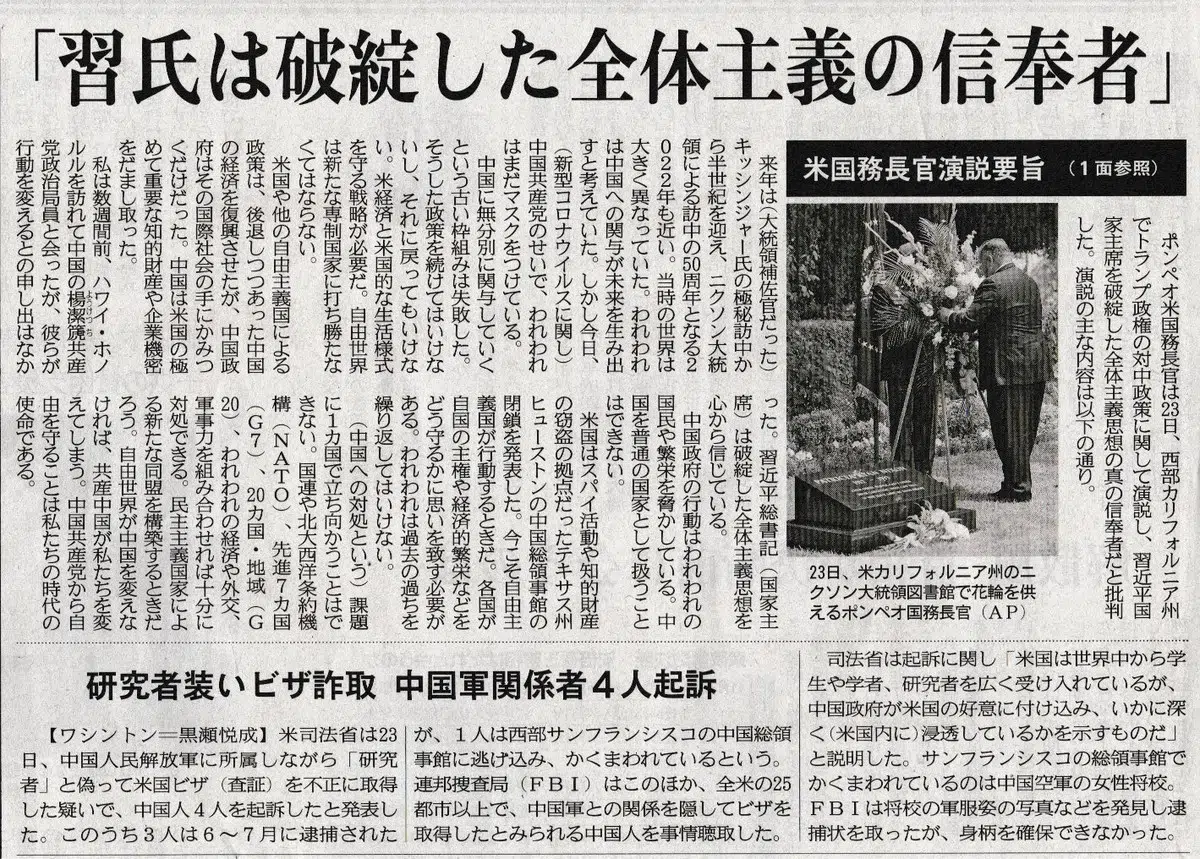 「習氏は破綻した全体主義の信奉者」
米国務長官演説要旨（1面参照）
ポンペオ米国務長官は23日、西部カリフォルニア州
でトランプ政権の対中政策に関して演説し、習近平国
家主席を破綻した全体主義思想の真の信奉者だと批判
した。演説の主な内容は以下の通り。
23日、米カリフォルニア州のニ
クソン大統領図書館で花輪を供
えるポンペオ国務長官（AP）
来年は（大統領補佐官だった）
キッシンジャー氏の極秘訪中か
ら半世紀を迎え、ニクソン大統
領による訪中の50周年となる2
022年も近い。当時の世界は
大きく異なっていた。われわれ
は中国への関与が未来を生み出
すと考えていた。しかし今日、
（新型コロナウイルスに関し）
中国共産党のせいで、われわれ
はまだマスクをつけている。
中国に無分別に関与していく
という古い枠組みは失敗した。
そうした政策を続けてはいけな
いし、それに戻ってもいけな
い。米経済と米国的な生活様式
を守る戦略が必要だ。自由世界
は新たな専制国家に打ち勝たな
くてはならない。
米国や他の自由主義国による
政策は、後退しつつあった中国
の経済を復興させたが、中国政
府はその国際社会の手にかみつ
くだけだった。中国は米国の極
めて重要な知的財産や企業機密
をだまし取った。
私は数週間前、ハワイ・ホノ
ルルを訪れて中国の楊潔篪共産
ようけつち
党政治局員と会ったが、彼らが
行動を変えるとの申し出はなか
った。習近平総書記（国家主
席）は破綻した全体主義思想を
心から信じている。
中国政府の行動はわれわれの
国民や繁栄を脅かしている。中
国を普通の国家として扱うこと
はできない。
米国はスパイ活動や知的財産
の窃盗の拠点だったテキサス州
ヒューストンの中国総領事館の
閉鎖を発表した。今こそ自由主
義国が行動するときだ。各国が
自国の主権や経済的繁栄などを
どう守るかに思いを致す必要が
ある。われわれは過去の過ちを
繰り返してはいけない。
（中国への対処という）課題
に1カ国で立ち向かうことはで
きない。国連や北大西洋条約機
構（NATO）、先進7カ国
（G7）、20カ国・地域（G
20）、われわれの経済や外交、
軍事力を組み合わせれば十分に
対処できる。民主主義国家によ
る新たな同盟を構築するときだ
ろう。自由世界が中国を変えな
ければ、共産中国が私たちを変
えてしまう。中国共産党から自
由を守ることは私たちの時代の
使命である。
研究者装いビザ詐取 中国軍関係者4人起訴
【ワシントン＝黒瀬悦成】米司法省は23
日、中国人民解放軍に所属しながら「研究
者」と偽って米国ビザ（査証）を不正に取得
した疑いで、中国人4人を起訴したと発表し
た。このうち3人は6～7月に逮捕された
が、1人は西部サンフランシスコの中国総領
事館に逃げ込み、かくまわれているという。
連邦捜査局（FBI）はこのほか、全米の25
都市以上で、中国軍との関係を隠してビザを
取得したとみられる中国人を事情聴取した。
司法省は起訴に関し「米国は世界中から学
生や学者、研究者を広く受け入れているが、
中国政府が米国の好意に付け込み、いかに深
く（米国内に）浸透しているかを示すものだ」
と説明した。サンフランシスコの総領事館で
かくまわれているのは中国空軍の女性将校。
FBIは将校の軍服姿の写真などを発見し逮
捕状を取ったが、身柄を確保できなかった。